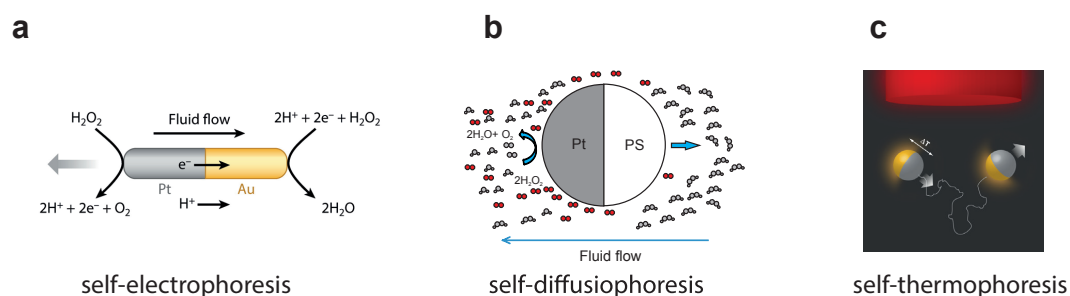 a
b
c
H₂O₂
Fluid flow
2H⁺ + 2e⁻ + H₂O₂
e⁻
Pt
Au
2H⁺ + 2e⁻ + O₂
H⁺
2H₂O
2H₂O+ O₂
2H₂O₂
Pt
PS
Fluid flow
ΔT
self-electrophoresis
self-diffusiophoresis
self-thermophoresis